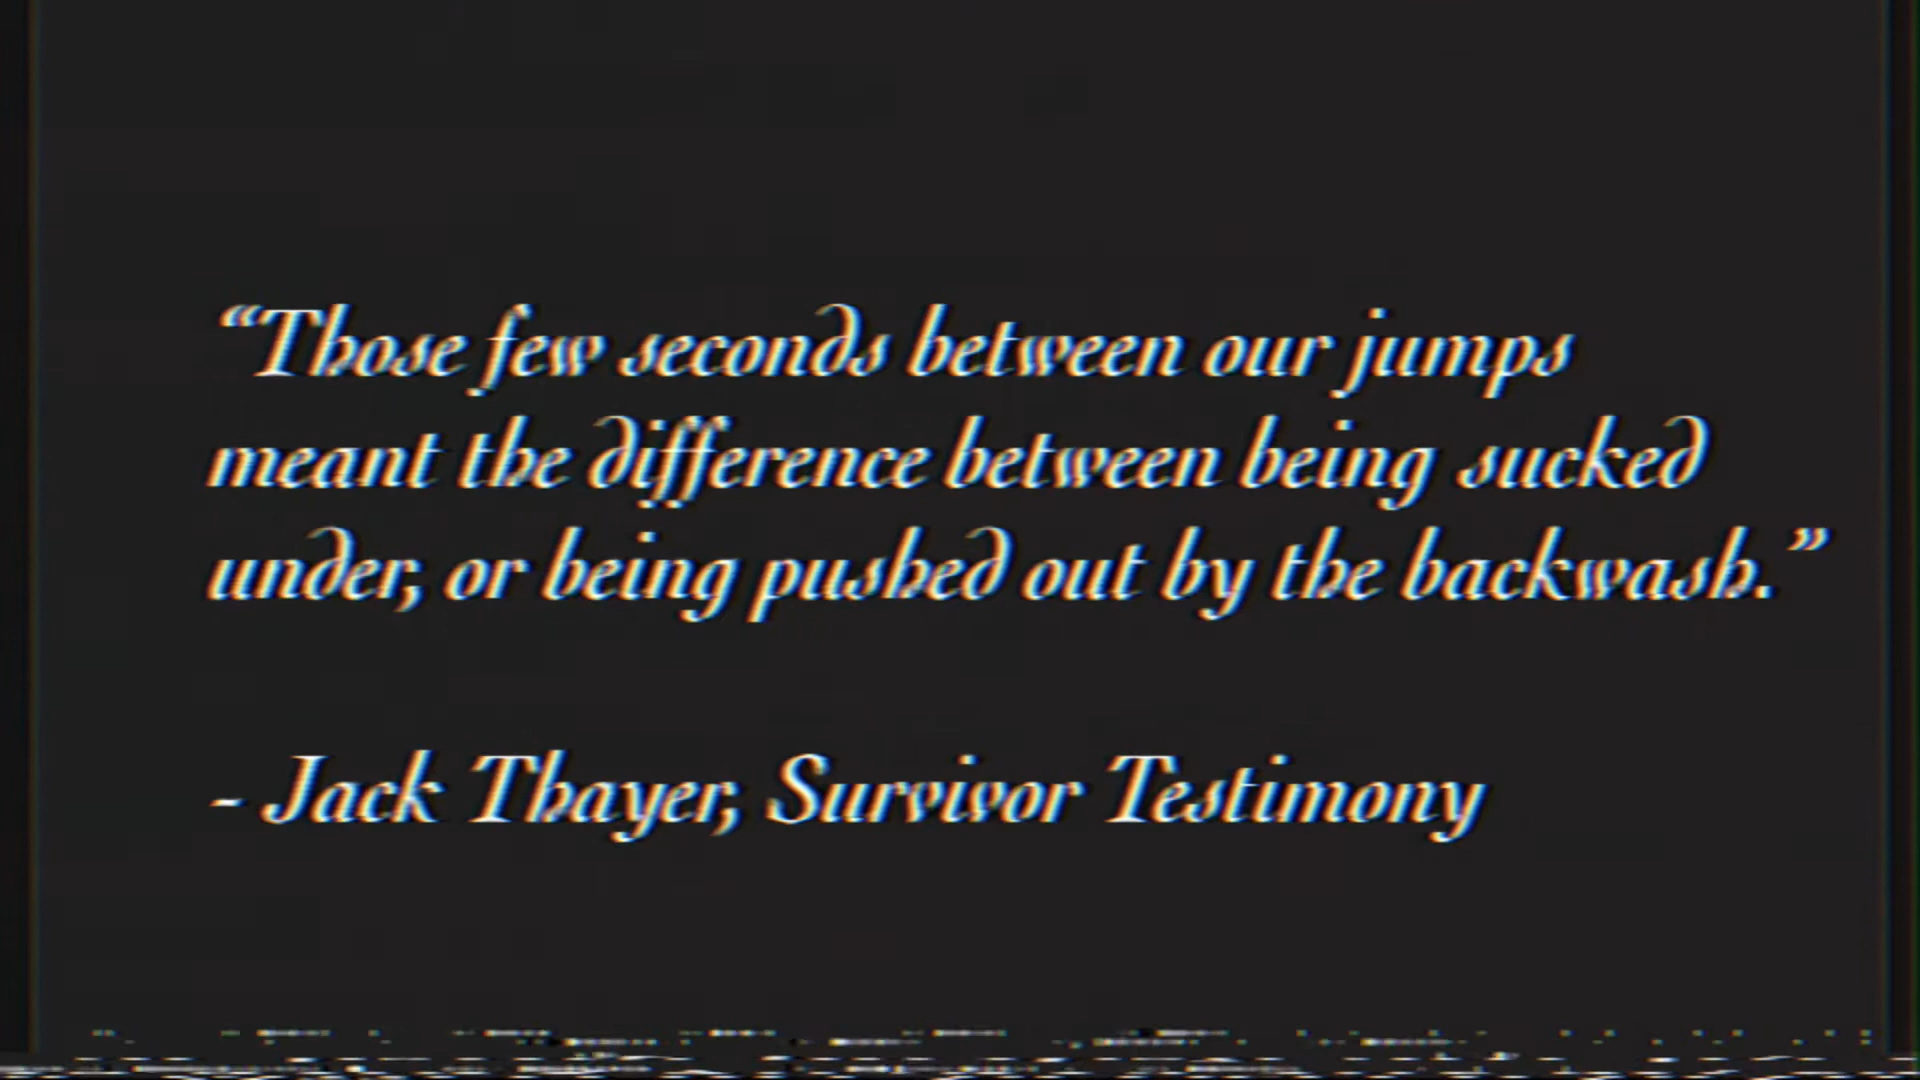 “Those few seconds between our jumps
meant the difference between being sucked
under, or being pushed out by the backwash.”
- Jack Thayer, Survivor Testimony